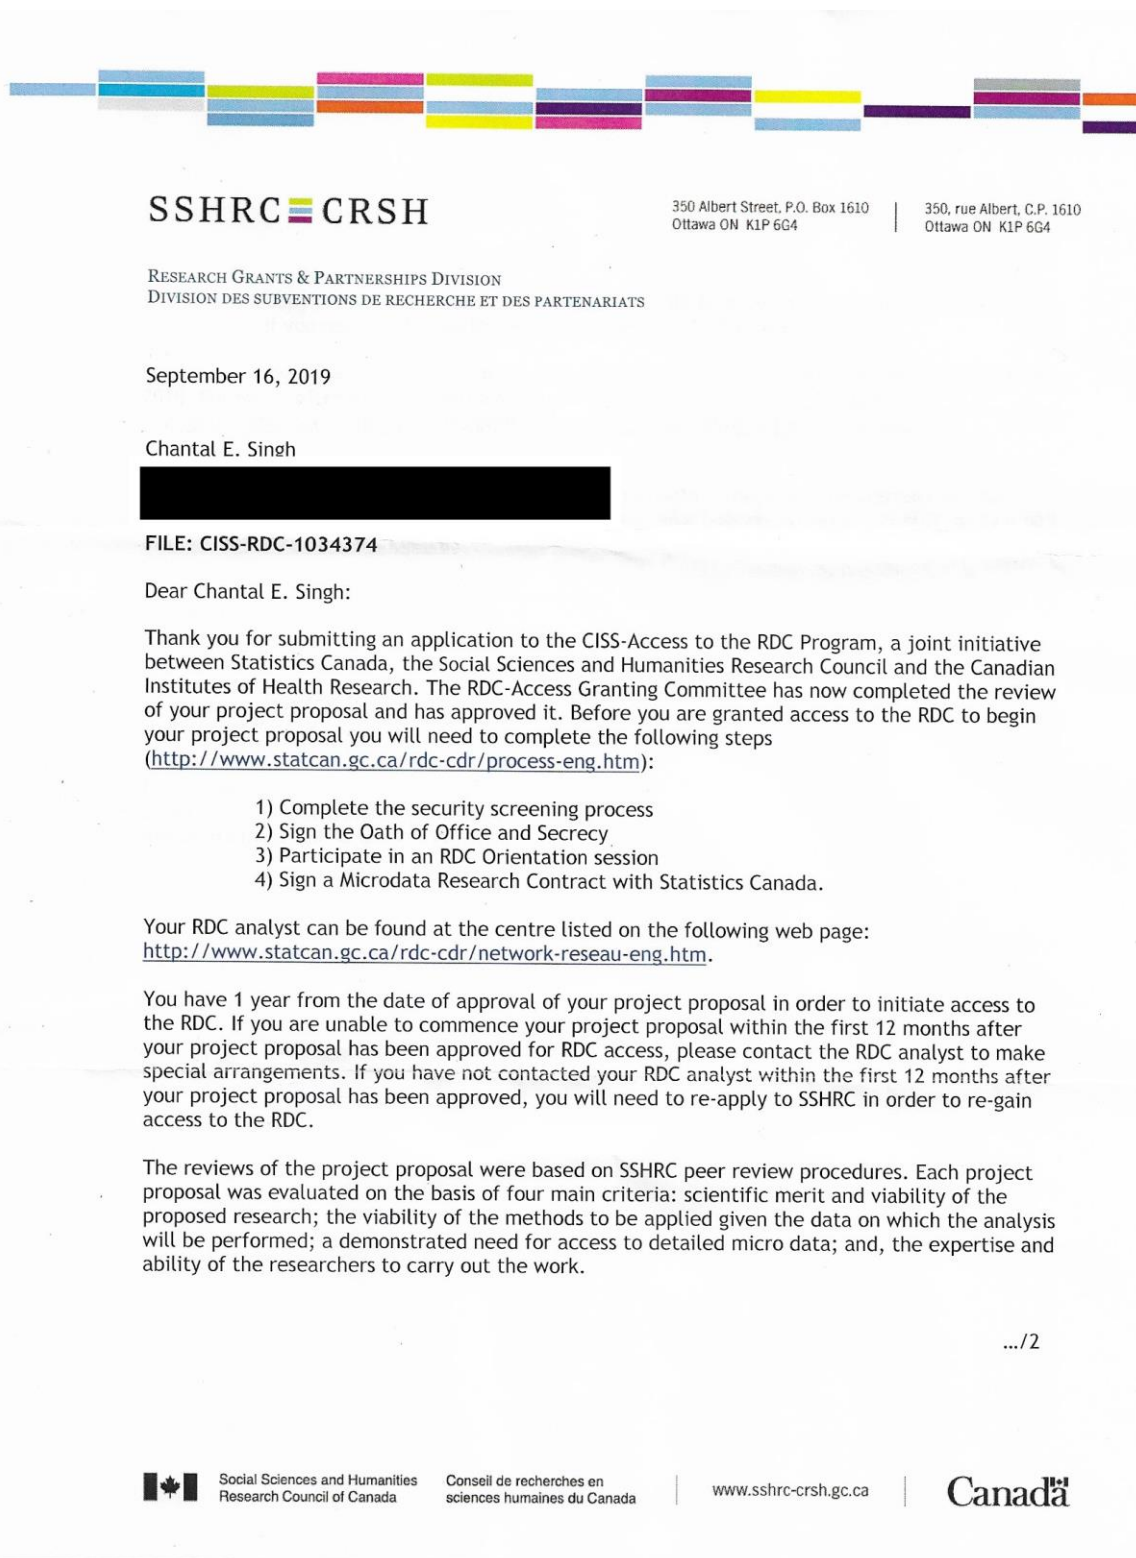 SSHRC CRSH
350 Albert Street, P.O. Box 1610
Ottawa ON K1P 6G4
350, rue Albert, C.P. 1610
Ottawa ON K1P 6G4
RESEARCH GRANTS & PARTNERSHIPS DIVISION
DIVISION DES SUBVENTIONS DE RECHERCHE ET DES PARTENARIATS
September 16, 2019
Chantal E. Singh
FILE: CISS-RDC-1034374
Dear Chantal E. Singh:
Thank you for submitting an application to the CISS-Access to the RDC Program, a joint initiative
between Statistics Canada, the Social Sciences and Humanities Research Council and the Canadian
Institutes of Health Research. The RDC-Access Granting Committee has now completed the review
of your project proposal and has approved it. Before you are granted access to the RDC to begin
your project proposal you will need to complete the following steps
(http://www.statcan.gc.ca/rdc-cdr/process-eng.htm):
1) Complete the security screening process
2) Sign the Oath of Office and Secrecy
3) Participate in an RDC Orientation session
4) Sign a Microdata Research Contract with Statistics Canada.
Your RDC analyst can be found at the centre listed on the following web page:
http://www.statcan.gc.ca/rdc-cdr/network-reseau-eng.htm.
You have 1 year from the date of approval of your project proposal in order to initiate access to
the RDC. If you are unable to commence your project proposal within the first 12 months after
your project proposal has been approved for RDC access, please contact the RDC analyst to make
special arrangements. If you have not contacted your RDC analyst within the first 12 months after
your project proposal has been approved, you will need to re-apply to SSHRC in order to re-gain
access to the RDC.
The reviews of the project proposal were based on SSHRC peer review procedures. Each project
proposal was evaluated on the basis of four main criteria: scientific merit and viability of the
proposed research; the viability of the methods to be applied given the data on which the analysis
will be performed; a demonstrated need for access to detailed micro data; and, the expertise and
ability of the researchers to carry out the work.
.../2
Social Sciences and Humanities
Research Council of Canada
Conseil de recherches en
sciences humaines du Canada
www.sshrc-crsh.gc.ca
Canada